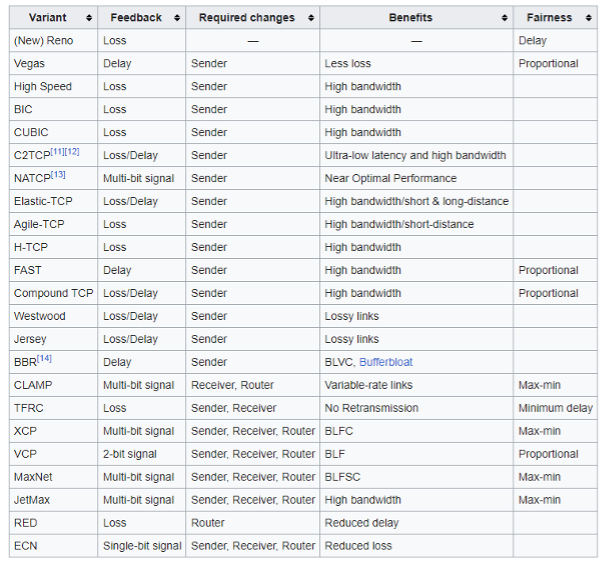 Variant Feedback Required changes Benefits Fairness
(New) Reno Loss — — Delay
Vegas Delay Sender Less loss Proportional
High Speed Loss Sender High bandwidth
BIC Loss Sender High bandwidth
CUBIC Loss Sender High bandwidth
C2TCP[11][12] Loss/Delay Sender Ultra-low latency and high bandwidth
NATCP[13] Multi-bit signal Sender Near Optimal Performance
Elastic-TCP Loss/Delay Sender High bandwidth/short & long-distance
Agile-TCP Loss Sender High bandwidth/short-distance
H-TCP Loss Sender High bandwidth
FAST Delay Sender High bandwidth Proportional
Compound TCP Loss/Delay Sender High bandwidth Proportional
Westwood Loss/Delay Sender Lossy links
Jersey Loss/Delay Sender Lossy links
BBR[14] Delay Sender BLVC, Bufferbloat
CLAMP Multi-bit signal Receiver, Router Variable-rate links Max-min
TFRC Loss Sender, Receiver No Retransmission Minimum delay
XCP Multi-bit signal Sender, Receiver, Router BLFC Max-min
VCP 2-bit signal Sender, Receiver, Router BLF Proportional
MaxNet Multi-bit signal Sender, Receiver, Router BLFSC Max-min
JetMax Multi-bit signal Sender, Receiver, Router High bandwidth Max-min
RED Loss Router Reduced delay
ECN Single-bit signal Sender, Receiver, Router Reduced loss